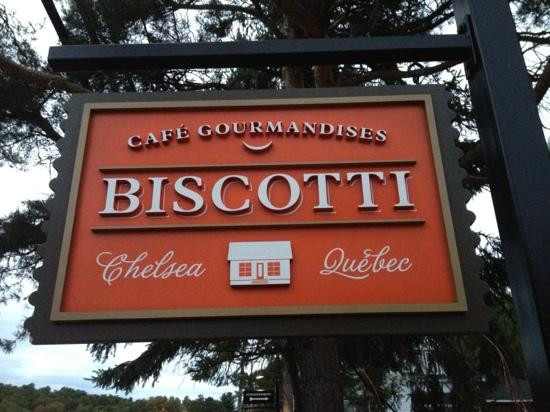 CAFÉ GOURMANDISES
BISCOTTI
Chelsea Québec